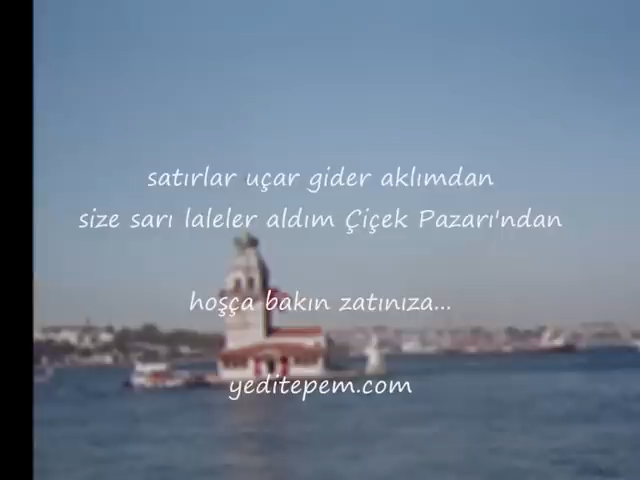 satırlar uçar gider aklımdan
size sarı laleler aldım Çiçek Pazarı'ndan
hoşça bakın zatınıza...
yeditepem.com